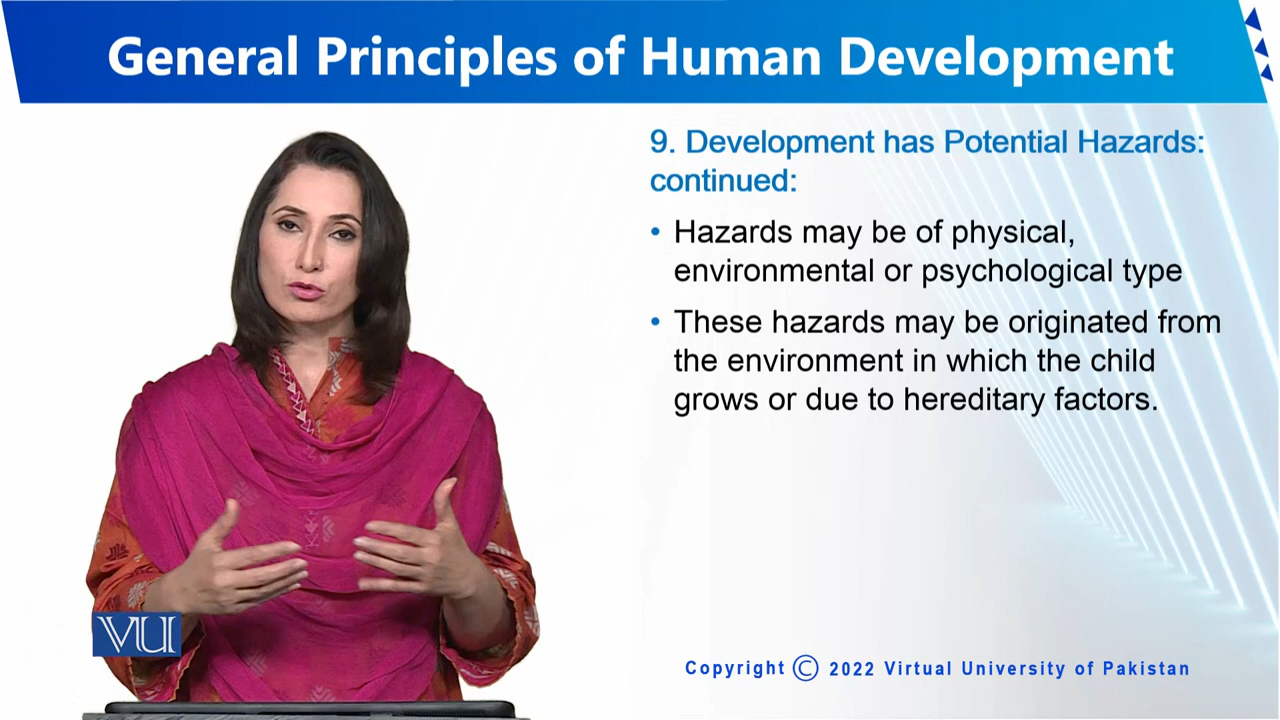 General Principles of Human Development
9. Development has Potential Hazards:
continued:
• Hazards may be of physical,
environmental or psychological type
• These hazards may be originated from
the environment in which the child
grows or due to hereditary factors.
VU
Copyright © 2022 Virtual University of Pakistan